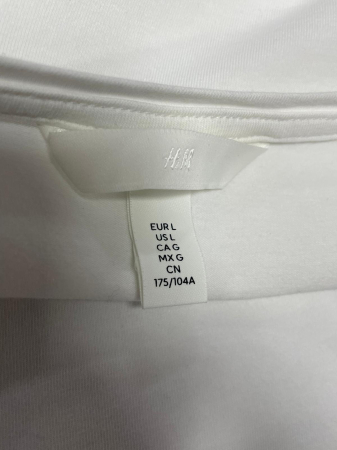 H&M
EUR L
US L
CA G
MX G
CN
175/104A